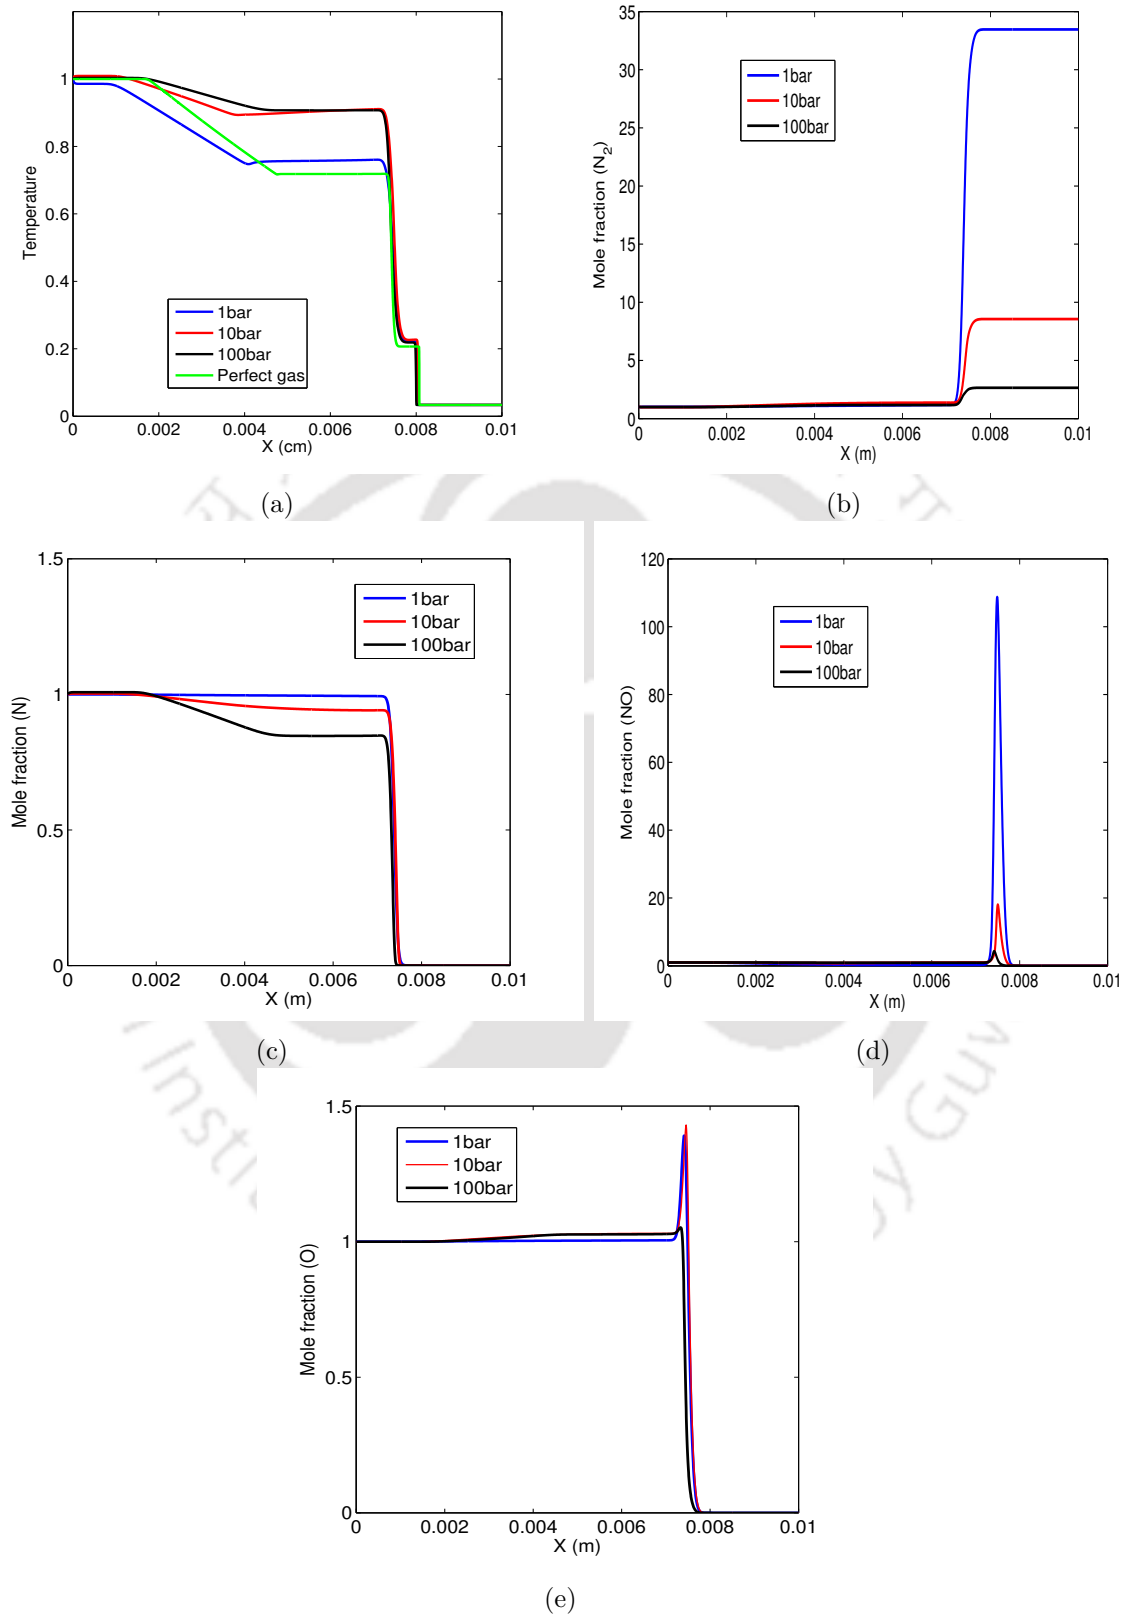 Temperature
1
0.8
0.6
0.4
0.2
0
0 0.002 0.004 0.006 0.008 0.01
X (cm)
1bar
10bar
100bar
Perfect gas
(a)
Mole fraction (N2)
35
30
25
20
15
10
5
0
0 0.002 0.004 0.006 0.008 0.01
X (m)
1bar
10bar
100bar
(b)
Mole fraction (N)
1.5
1
0.5
0
0 0.002 0.004 0.006 0.008 0.01
X (m)
1bar
10bar
100bar
(c)
Mole fraction (NO)
120
100
80
60
40
20
0
0 0.002 0.004 0.006 0.008 0.01
X (m)
1bar
10bar
100bar
(d)
Mole fraction (O)
1.5
1
0.5
0
0 0.002 0.004 0.006 0.008 0.01
X (m)
1bar
10bar
100bar
(e)